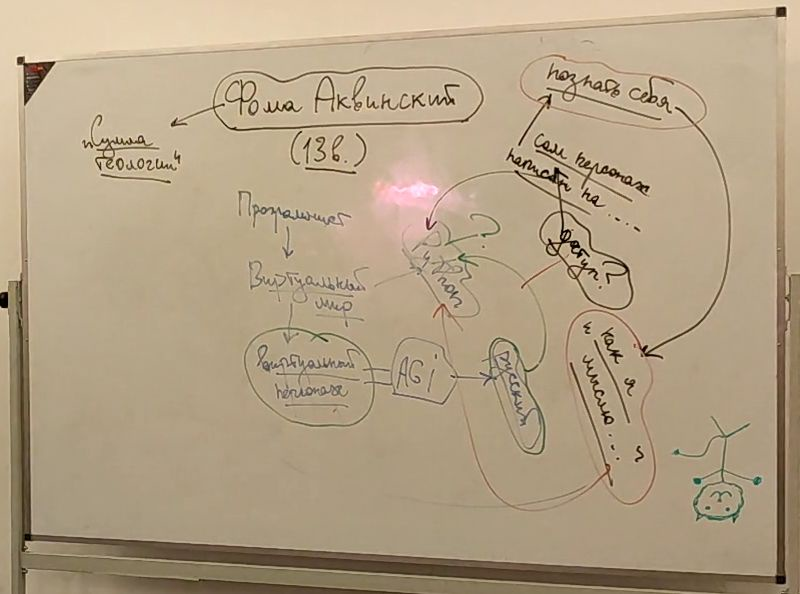 Фома Аквинский
(13в.)
„Сумма
теологии“
познать себя
Сам персонаж
написан на ....
Программист
?
доступ?
Виртуальный
мир
Виртуальный
персонаж
AGi
русский
„как я
мыслю...“